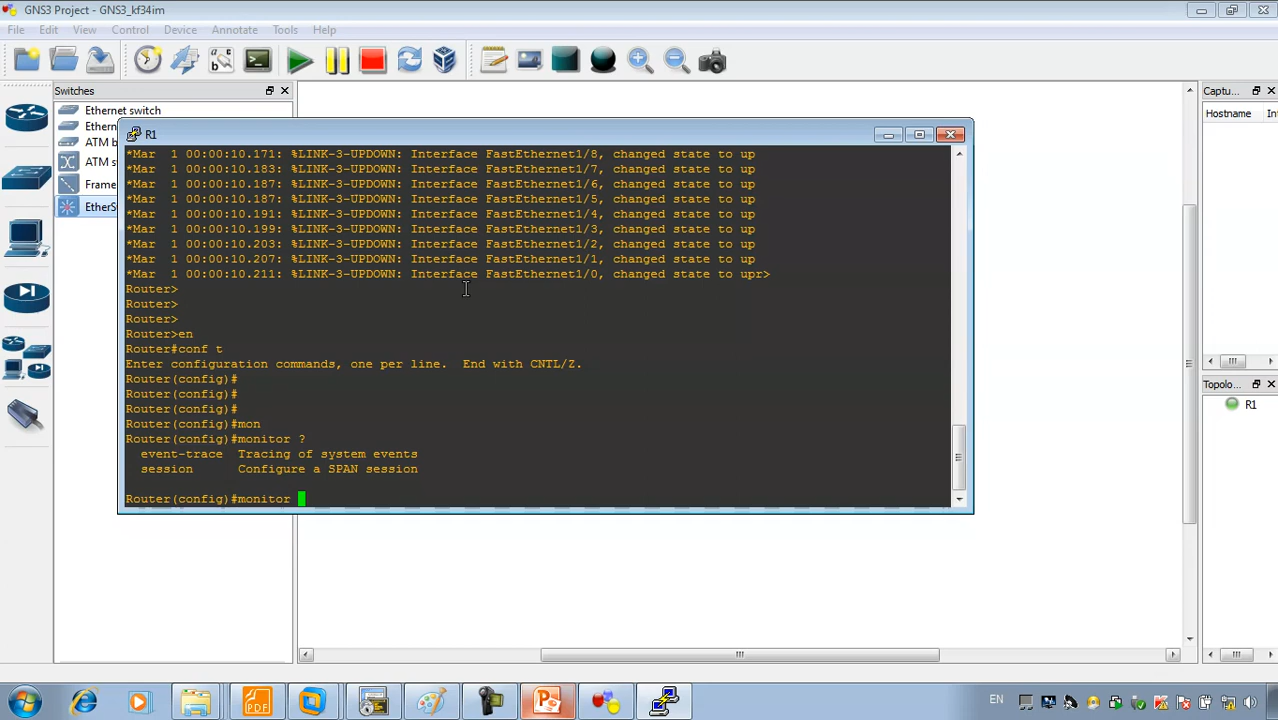 GNS3 Project - GNS3_kf34im
File Edit View Control Device Annotate Tools Help
Switches
Captu...
Ethernet switch
Hostname
Ethern
R1
ATM b
ATM s
Frame
EtherS
*Mar  1 00:00:10.171: %LINK-3-UPDOWN: Interface FastEthernet1/8, changed state to up
*Mar  1 00:00:10.183: %LINK-3-UPDOWN: Interface FastEthernet1/7, changed state to up
*Mar  1 00:00:10.187: %LINK-3-UPDOWN: Interface FastEthernet1/6, changed state to up
*Mar  1 00:00:10.187: %LINK-3-UPDOWN: Interface FastEthernet1/5, changed state to up
*Mar  1 00:00:10.191: %LINK-3-UPDOWN: Interface FastEthernet1/4, changed state to up
*Mar  1 00:00:10.199: %LINK-3-UPDOWN: Interface FastEthernet1/3, changed state to up
*Mar  1 00:00:10.203: %LINK-3-UPDOWN: Interface FastEthernet1/2, changed state to up
*Mar  1 00:00:10.207: %LINK-3-UPDOWN: Interface FastEthernet1/1, changed state to up
*Mar  1 00:00:10.211: %LINK-3-UPDOWN: Interface FastEthernet1/0, changed state to upr>
Router>
Router>
Router>
Router>en
Router#conf t
Enter configuration commands, one per line.  End with CNTL/Z.
Router(config)#
Router(config)#
Router(config)#
Router(config)#mon
Router(config)#monitor ?
  event-trace  Tracing of system events
  session      Configure a SPAN session
Router(config)#monitor
Topolo...
R1
EN